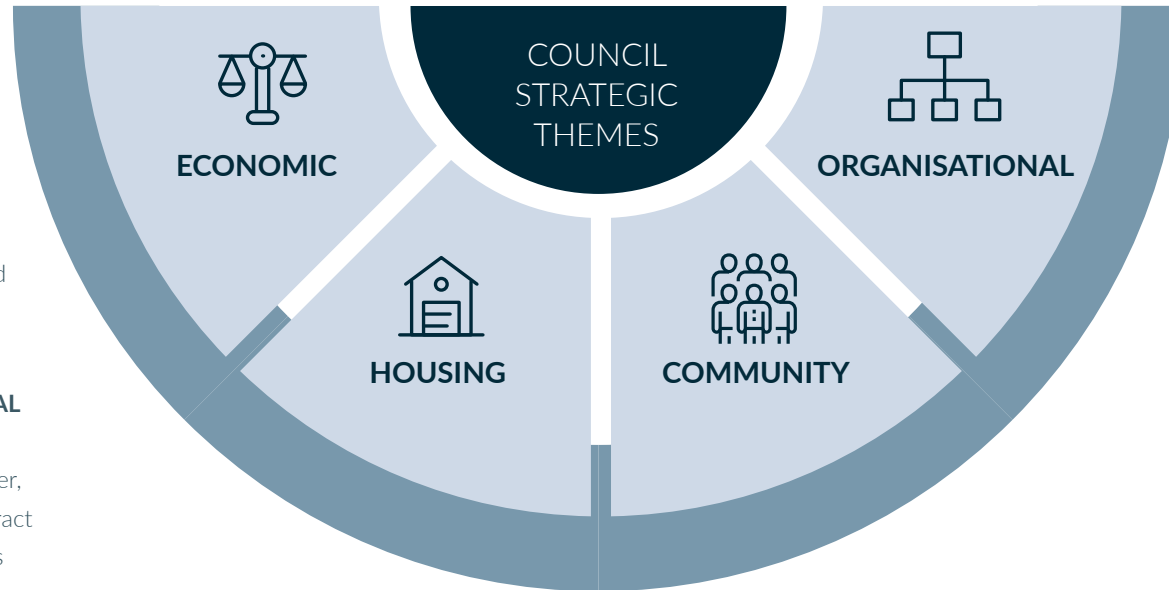 COUNCIL
STRATEGIC
THEMES
ECONOMIC
ORGANISATIONAL
HOUSING
COMMUNITY